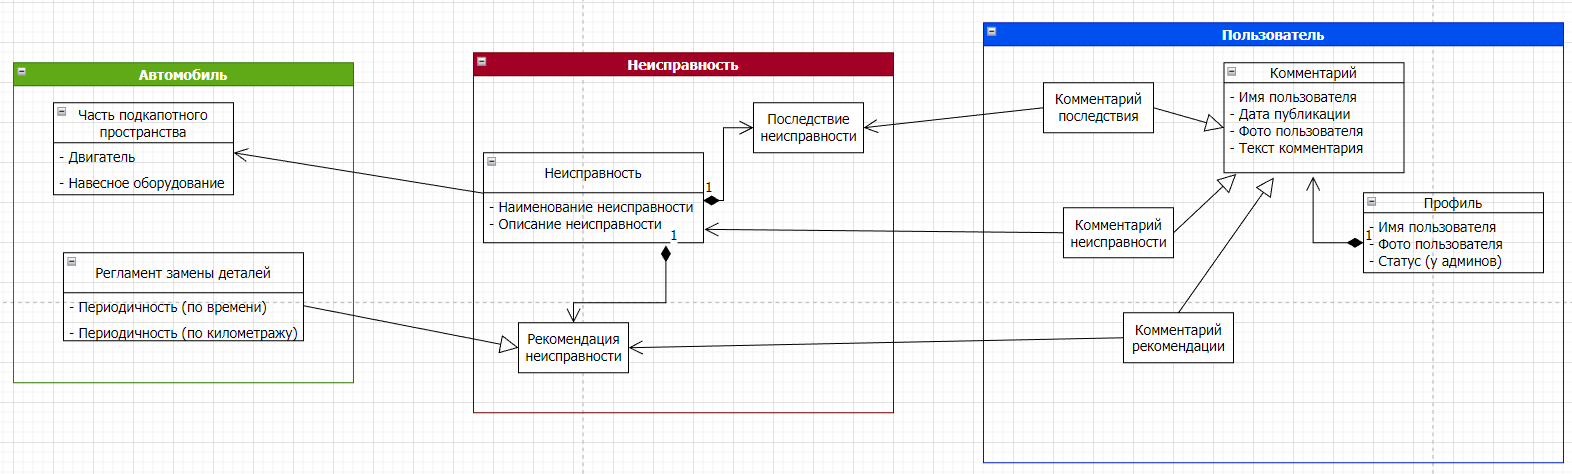 Автомобиль
Часть подкапотного
пространства
- Двигатель
- Навесное оборудование
Регламент замены деталей
- Периодичность (по времени)
- Периодичность (по километражу)
Неисправность
Последствие
неисправности
Неисправность
- Наименование неисправности
- Описание неисправности
1
1
Рекомендация
неисправности
Пользователь
Комментарий
последствия
Комментарий
- Имя пользователя
- Дата публикации
- Фото пользователя
- Текст комментария
Комментарий
неисправности
Профиль
- Имя пользователя
- Фото пользователя
- Статус (у админов)
1
Комментарий
рекомендации